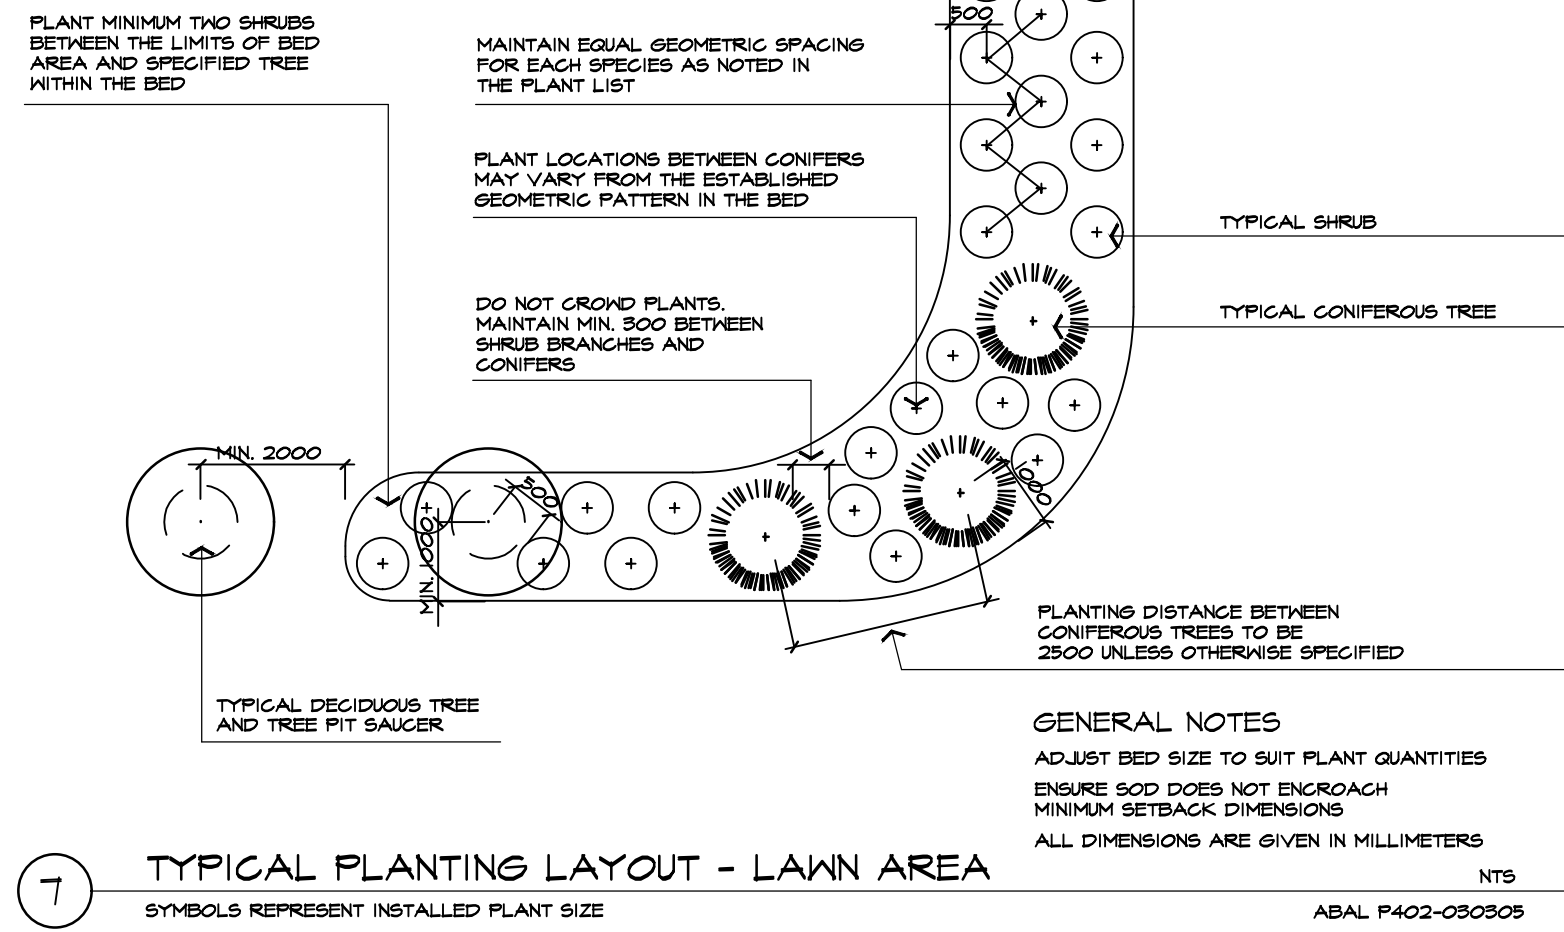 PLANT MINIMUM TWO SHRUBS
BETWEEN THE LIMITS OF BED
AREA AND SPECIFIED TREE
WITHIN THE BED
MAINTAIN EQUAL GEOMETRIC SPACING
FOR EACH SPECIES AS NOTED IN
THE PLANT LIST
500
PLANT LOCATIONS BETWEEN CONIFERS
MAY VARY FROM THE ESTABLISHED
GEOMETRIC PATTERN IN THE BED
TYPICAL SHRUB
DO NOT CROWD PLANTS.
MAINTAIN MIN. 300 BETWEEN
SHRUB BRANCHES AND
CONIFERS
TYPICAL CONIFEROUS TREE
MIN. 2000
500
MIN. 1000
1000
PLANTING DISTANCE BETWEEN
CONIFEROUS TREES TO BE
2500 UNLESS OTHERWISE SPECIFIED
TYPICAL DECIDUOUS TREE
AND TREE PIT SAUCER
GENERAL NOTES
ADJUST BED SIZE TO SUIT PLANT QUANTITIES
ENSURE SOD DOES NOT ENCROACH
MINIMUM SETBACK DIMENSIONS
ALL DIMENSIONS ARE GIVEN IN MILLIMETERS
7
TYPICAL PLANTING LAYOUT - LAWN AREA
NTS
SYMBOLS REPRESENT INSTALLED PLANT SIZE
ABAL P402-030305